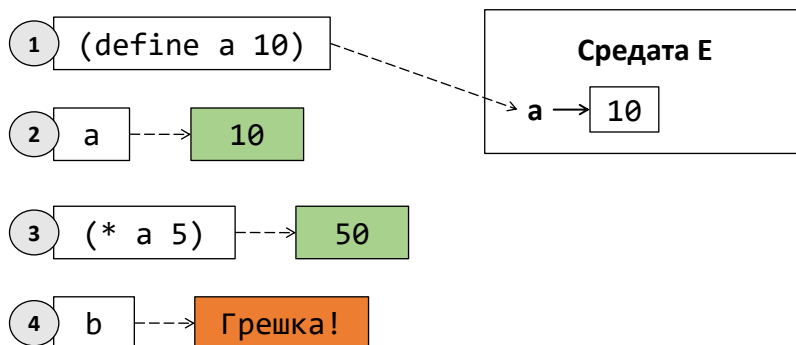 1 (define a 10)
Средата E
a 10
2 a 10
3 (* a 5) 50
4 b Грешка!